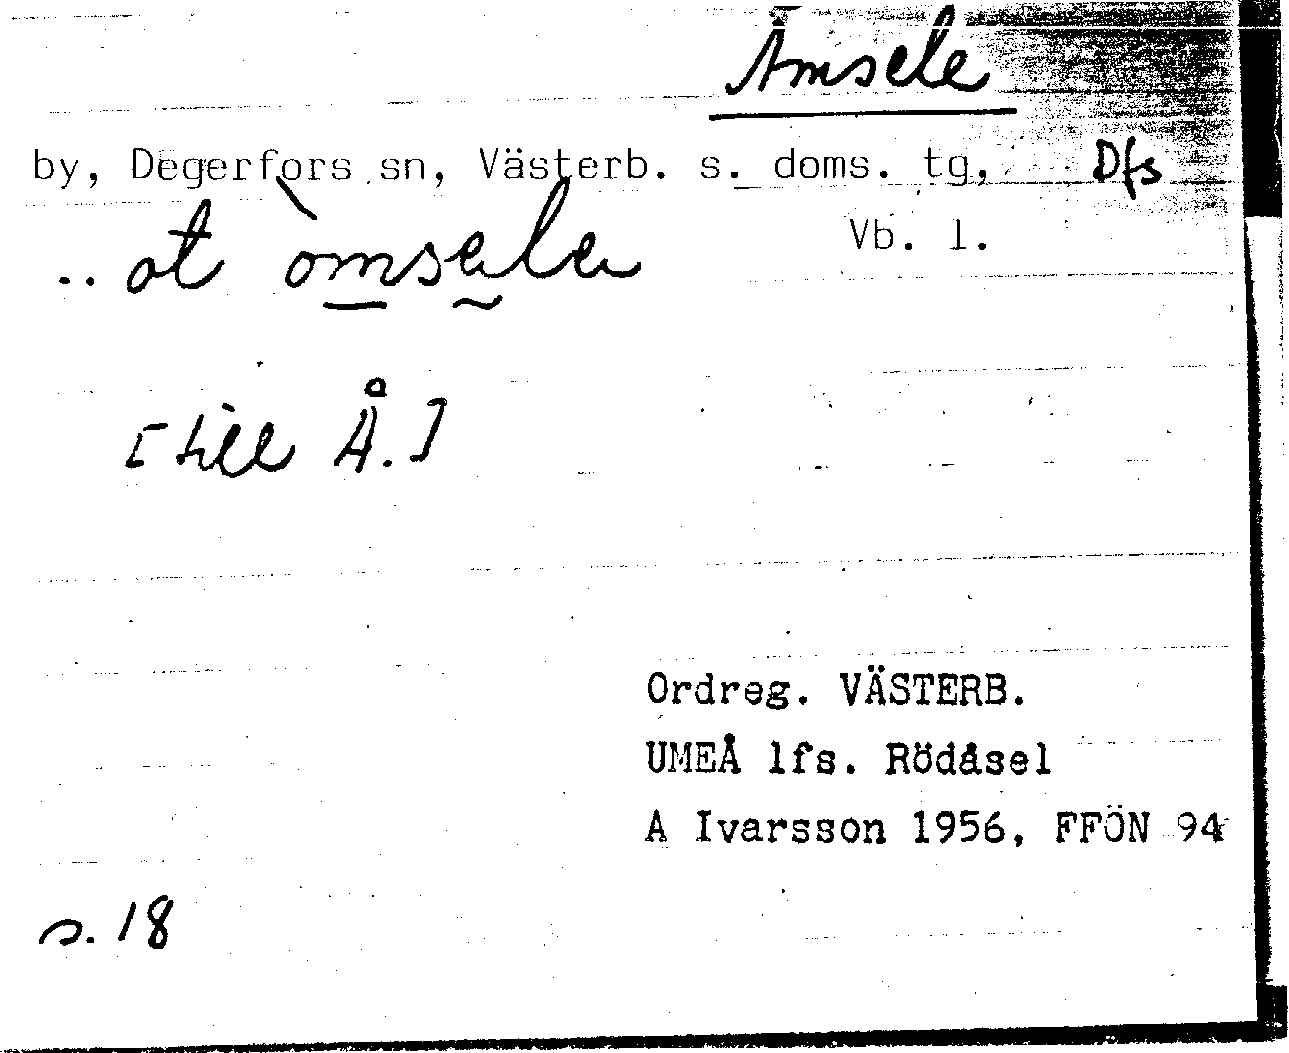 Åmsele
by, Degerfors sn, Västerb. s. doms. tg, Dfs
Vb. l.
.. ot òmsele
[till Å.]
Ordreg. VÄSTERB.
UMEÅ lfs. Rödåsel
A Ivarsson 1956, FFÖN 94
s. 18